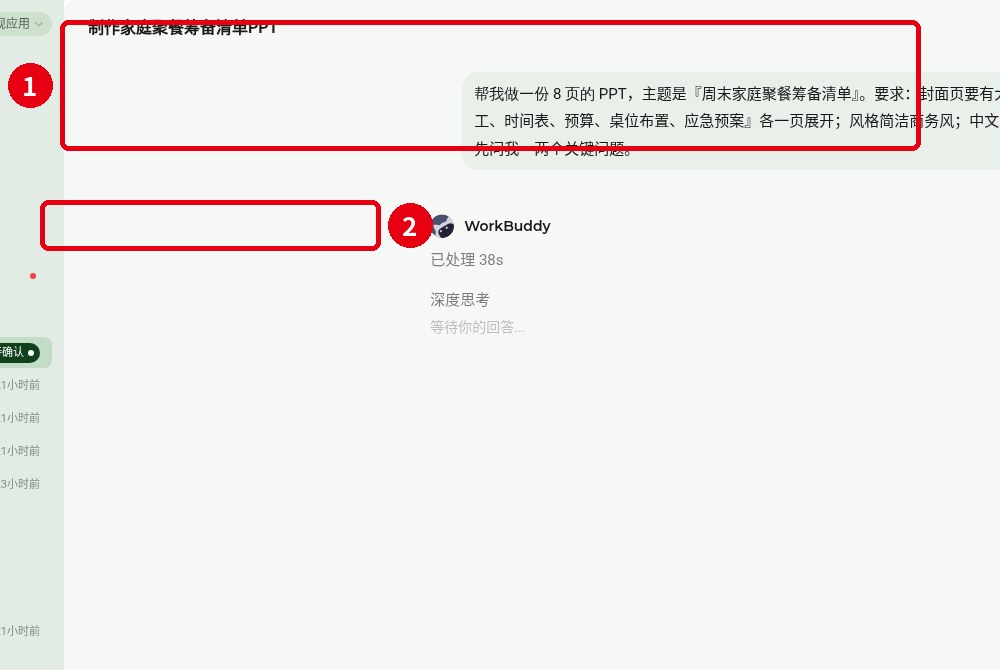 现应用
制作家庭聚餐筹备清单PPT
1
帮我做一份 8 页的 PPT，主题是『周末家庭聚餐筹备清单』。要求：封面页要有
工、时间表、预算、桌位布置、应急预案』各一页展开；风格简洁商务风；中文
先问我一两个关键问题。
2
WorkBuddy
已处理 38s
深度思考
等待你的回答...
确认
1小时前
1小时前
1小时前
3小时前
1小时前